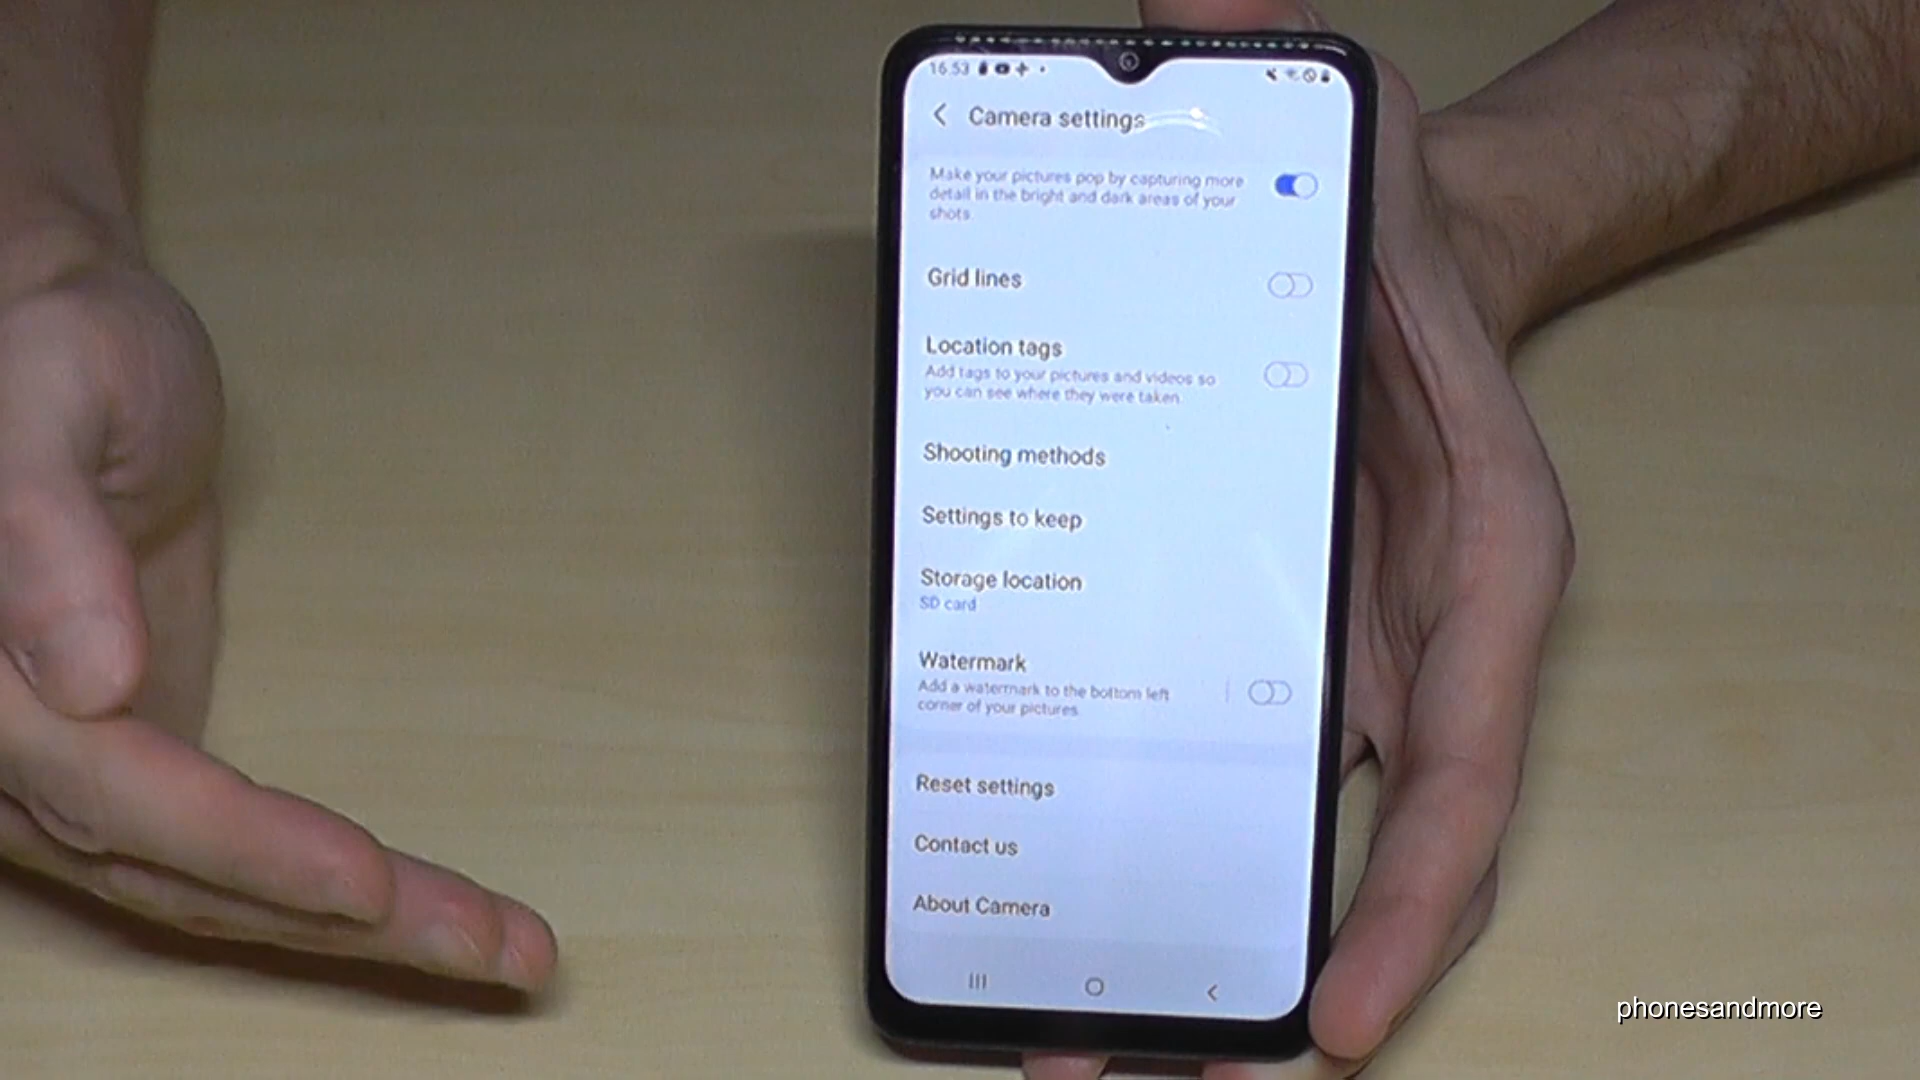 16:53
Camera settings
Make your pictures pop by capturing more
detail in the bright and dark areas of your
shots.
Grid lines
Location tags
Add tags to your pictures and videos so
you can see where they were taken.
Shooting methods
Settings to keep
Storage location
SD card
Watermark
Add a watermark to the bottom left
corner of your pictures.
Reset settings
Contact us
About Camera
phonesandmore